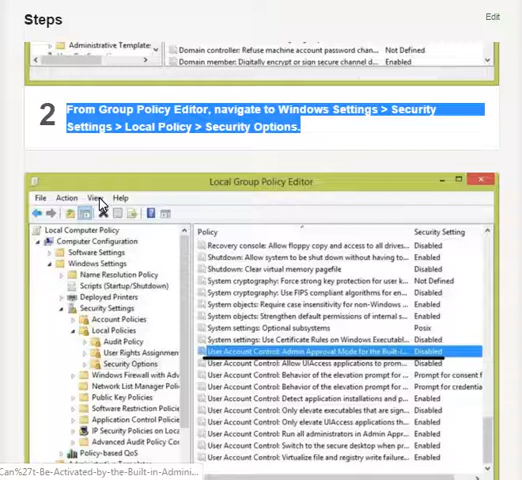 Steps
Edit
Administrative Template
Domain controller: Refuse machine account password chan... Not Defined
Domain member: Digitally encrypt or sign secure channel d... Enabled
2 From Group Policy Editor, navigate to Windows Settings > Security
Settings > Local Policy > Security Options.
Local Group Policy Editor
File Action View Help
Local Computer Policy
Computer Configuration
Software Settings
Windows Settings
Name Resolution Policy
Scripts (Startup/Shutdown)
Deployed Printers
Security Settings
Account Policies
Local Policies
Audit Policy
User Rights Assignmen
Security Options
Windows Firewall with Adv
Network List Manager Pol
Public Key Policies
Software Restriction Policie
Application Control Policie
IP Security Policies on Loca
Advanced Audit Policy Cor
Policy-based QoS
Policy Security Setting
Recovery console: Allow floppy copy and access to all drives... Disabled
Shutdown: Allow system to be shut down without having to... Enabled
Shutdown: Clear virtual memory pagefile Disabled
System cryptography: Force strong key protection for user k... Not Defined
System cryptography: Use FIPS compliant algorithms for en... Disabled
System objects: Require case insensitivity for non-Windows ... Enabled
System objects: Strengthen default permissions of internal s... Enabled
System settings: Optional subsystems Posix
System settings: Use Certificate Rules on Windows Executabl... Disabled
User Account Control: Admin Approval Mode for the Built-i... Disabled
User Account Control: Allow UIAccess applications to prom... Disabled
User Account Control: Behavior of the elevation prompt for ... Prompt for consent f
User Account Control: Behavior of the elevation prompt for ... Prompt for credentia
User Account Control: Detect application installations and p... Enabled
User Account Control: Only elevate executables that are sign... Disabled
User Account Control: Only elevate UIAccess applications th... Enabled
User Account Control: Run all administrators in Admin Appr... Enabled
User Account Control: Switch to the secure desktop when pr... Enabled
User Account Control: Virtualize file and registry write failure... Enabled
Can%27t-Be-Activated-by-the-Built-in-Admini...